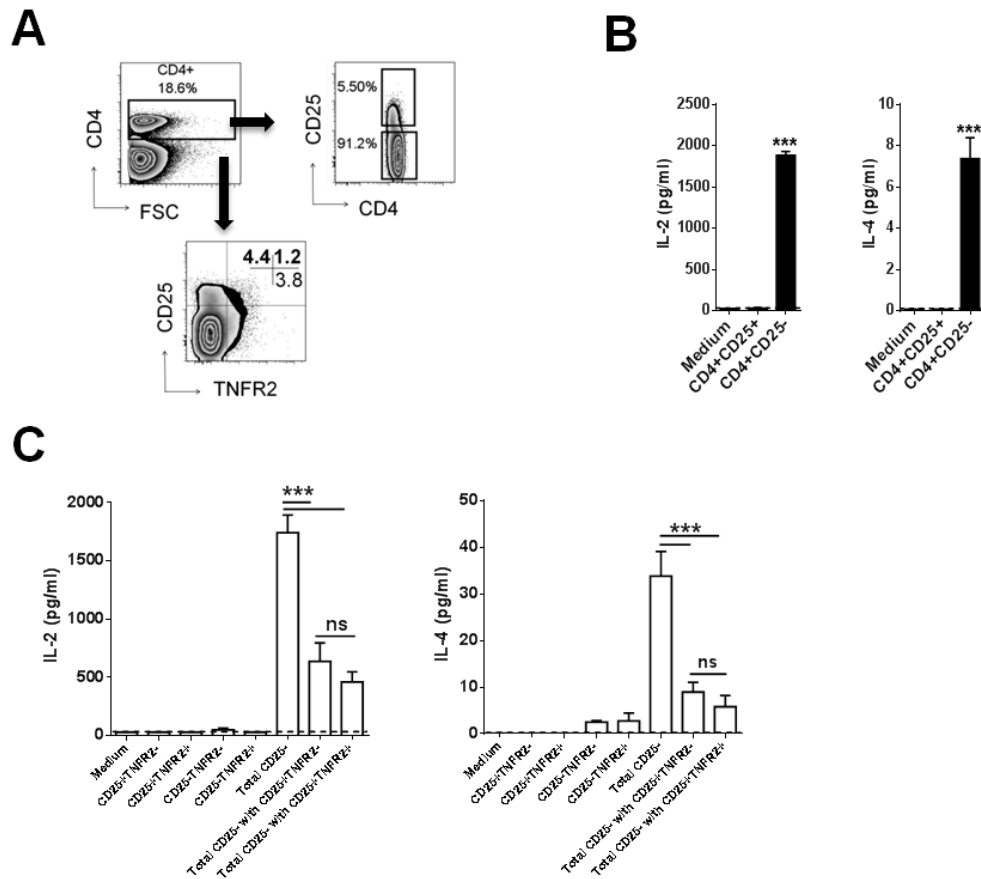 A
CD4+
18.6%
CD4
FSC
5.50%
91.2%
CD25
CD4
4.4 1.2
3.8
CD25
TNFR2
B
IL-2 (pg/ml)
2500
2000
1500
1000
500
0
***
Medium
CD4+CD25+
CD4+CD25-
IL-4 (pg/ml)
10
8
6
4
2
0
***
Medium
CD4+CD25+
CD4+CD25-
C
IL-2 (pg/ml)
2000
1500
1000
500
0
***
ns
Medium
CD25+TNFR2-
CD25+TNFR2+
CD25-TNFR2-
CD25-TNFR2+
Total CD25-
Total CD25- with CD25+TNFR2-
Total CD25- with CD25+TNFR2+
IL-4 (pg/ml)
50
40
30
20
10
0
***
ns
Medium
CD25+TNFR2-
CD25+TNFR2+
CD25-TNFR2-
CD25-TNFR2+
Total CD25-
Total CD25- with CD25+TNFR2-
Total CD25- with CD25+TNFR2+